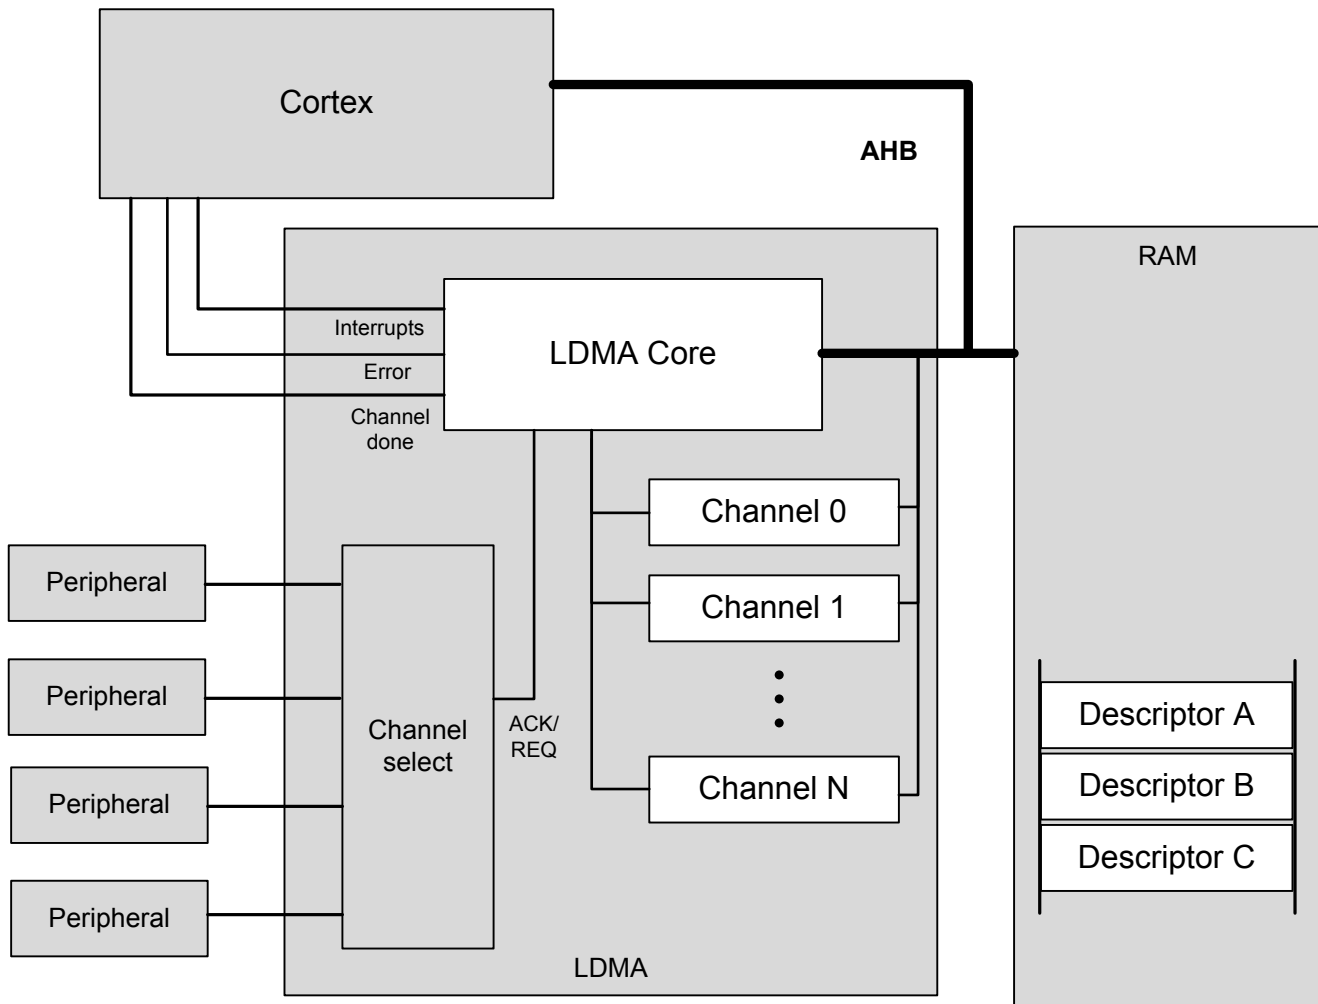 Cortex
AHB
RAM
Interrupts
LDMA Core
Error
Channel
done
Channel 0
Peripheral
Channel 1
Peripheral
Channel
select
ACK/
REQ
Descriptor A
Peripheral
Channel N
Descriptor B
Descriptor C
Peripheral
LDMA